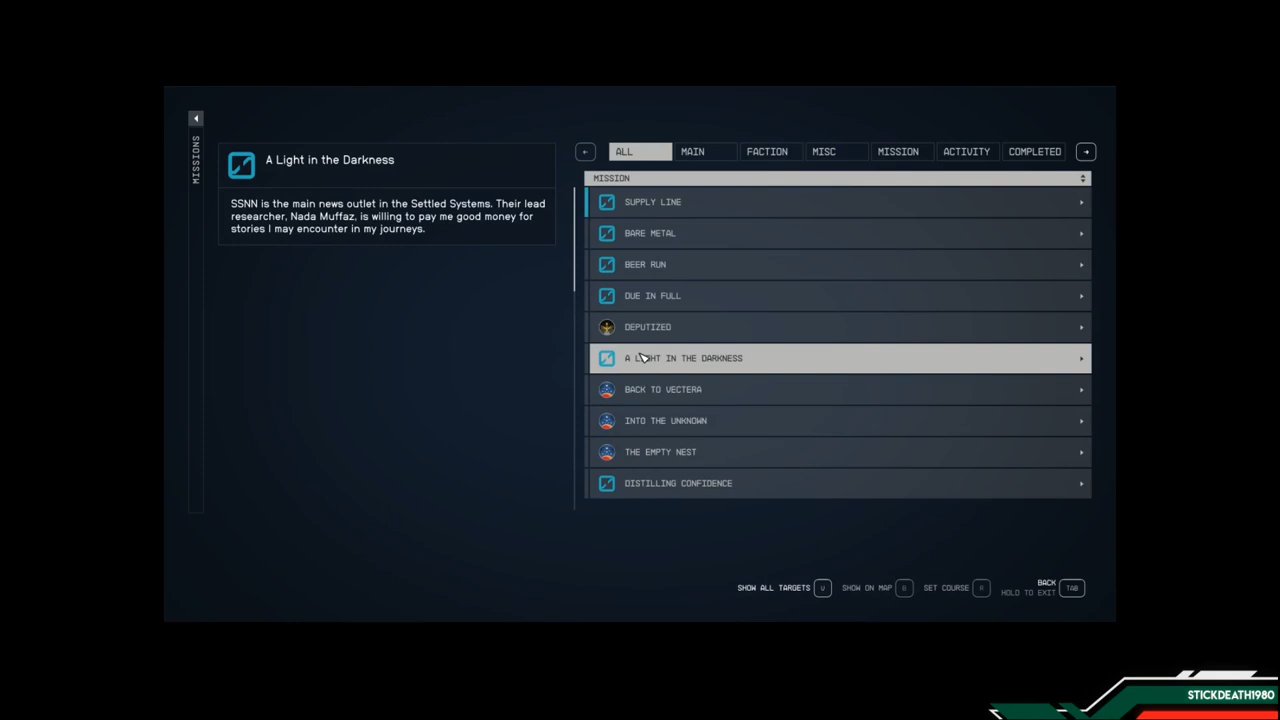 MISSIONS
A Light in the Darkness
SSNN is the main news outlet in the Settled Systems. Their lead
researcher, Nada Muffaz, is willing to pay me good money for
stories I may encounter in my journeys.
ALL MAIN FACTION MISC MISSION ACTIVITY COMPLETED
MISSION
SUPPLY LINE
BARE METAL
BEER RUN
DUE IN FULL
DEPUTIZED
A LIGHT IN THE DARKNESS
BACK TO VECTERA
INTO THE UNKNOWN
THE EMPTY NEST
DISTILLING CONFIDENCE
SHOW ALL TARGETS SHOW ON MAP SET COURSE R BACK TAB
HOLD TO EXIT
STICKDEATH1980